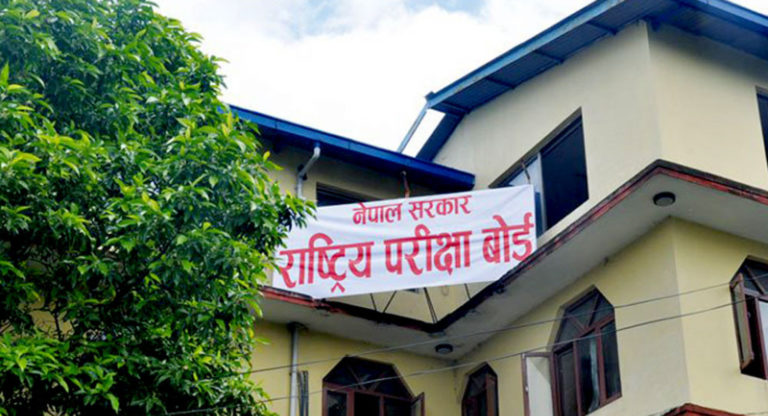 नेपाल सरकार
राष्ट्रिय परीक्षा बोर्ड